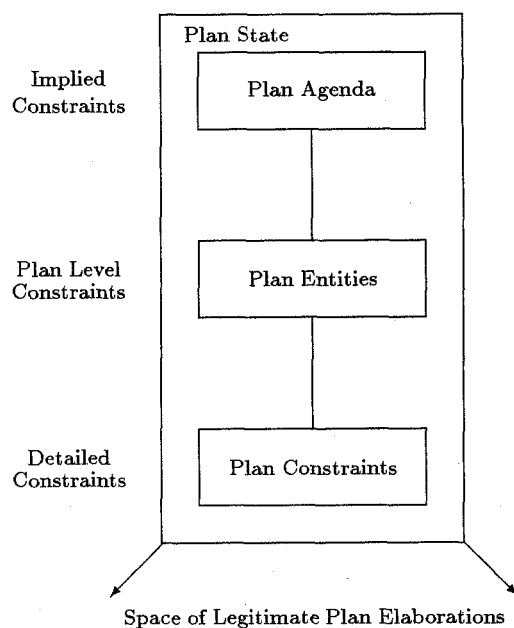 Plan State
Implied
Constraints
Plan Agenda
Plan Level
Constraints
Plan Entities
Detailed
Constraints
Plan Constraints
Space of Legitimate Plan Elaborations